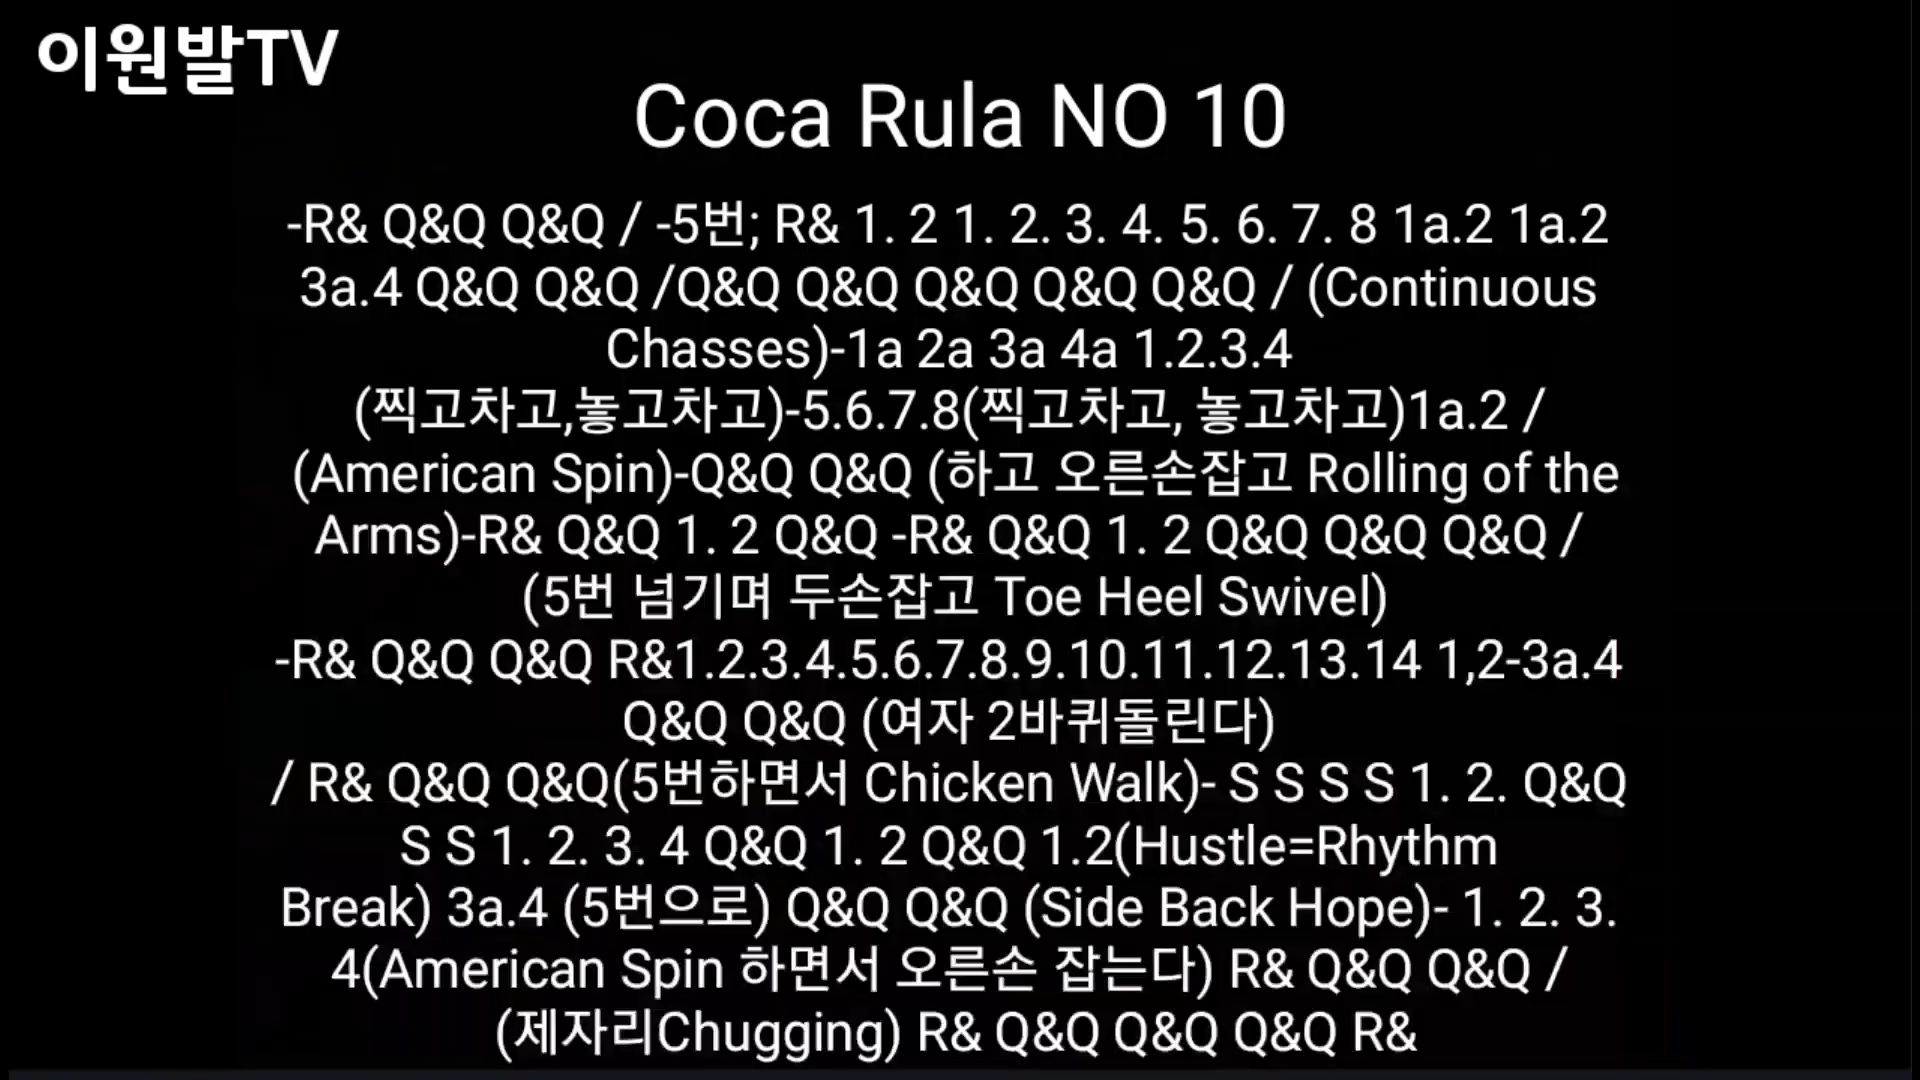 이원발TV
Coca Rula NO 10
-R& Q&Q Q&Q / -5번; R& 1. 2 1. 2. 3. 4. 5. 6. 7. 8 1a.2 1a.2
3a.4 Q&Q Q&Q /Q&Q Q&Q Q&Q Q&Q Q&Q / (Continuous
Chasses)-1a 2a 3a 4a 1.2.3.4
(찍고차고,놓고차고)-5.6.7.8(찍고차고, 놓고차고)1a.2 /
(American Spin)-Q&Q Q&Q (하고 오른손잡고 Rolling of the
Arms)-R& Q&Q 1. 2 Q&Q -R& Q&Q 1. 2 Q&Q Q&Q Q&Q /
(5번 넘기며 두손잡고 Toe Heel Swivel)
-R& Q&Q Q&Q R&1.2.3.4.5.6.7.8.9.10.11.12.13.14 1,2-3a.4
Q&Q Q&Q (여자 2바퀴돌린다)
/ R& Q&Q Q&Q(5번하면서 Chicken Walk)- S S S S 1. 2. Q&Q
S S 1. 2. 3. 4 Q&Q 1. 2 Q&Q 1.2(Hustle=Rhythm
Break) 3a.4 (5번으로) Q&Q Q&Q (Side Back Hope)- 1. 2. 3.
4(American Spin 하면서 오른손 잡는다) R& Q&Q Q&Q /
(제자리Chugging) R& Q&Q Q&Q Q&Q R&